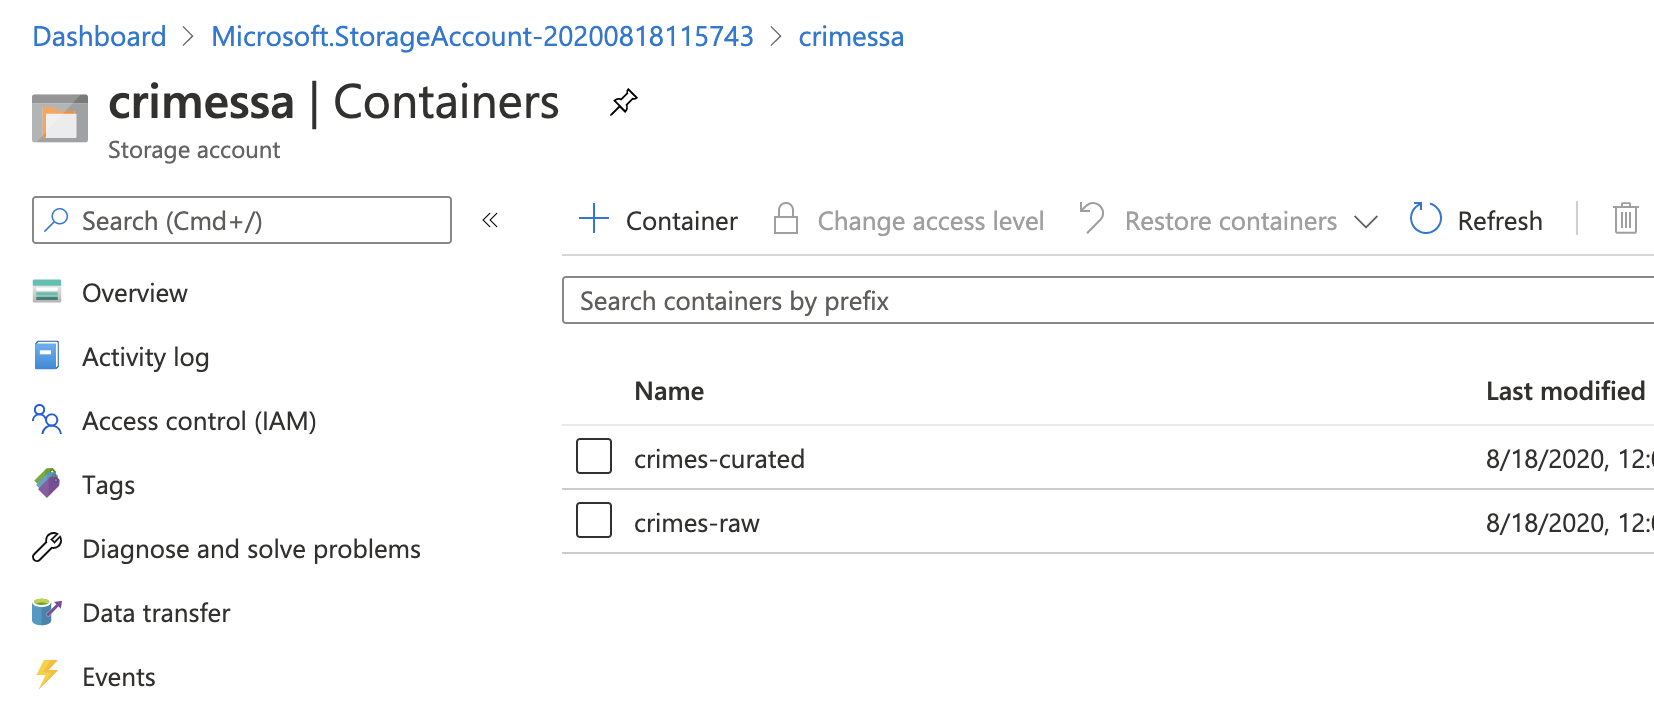 Dashboard > Microsoft.StorageAccount-20200818115743 > crimessa
crimessa | Containers
Storage account
Search (Cmd+/)
«
Container
Change access level
Restore containers
Refresh
Search containers by prefix
Overview
Activity log
Access control (IAM)
Tags
Diagnose and solve problems
Data transfer
Events
Name
Last modified
crimes-curated
8/18/2020, 12:
crimes-raw
8/18/2020, 12: